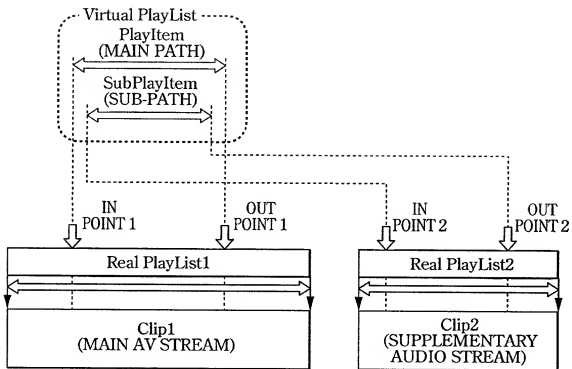 Virtual PlayList
PlayItem
(MAIN PATH)
SubPlayItem
(SUB-PATH)
IN
POINT 1
OUT
POINT 1
IN
POINT 2
OUT
POINT 2
Real PlayList1
Real PlayList2
Clip1
(MAIN AV STREAM)
Clip2
(SUPPLEMENTARY
AUDIO STREAM)